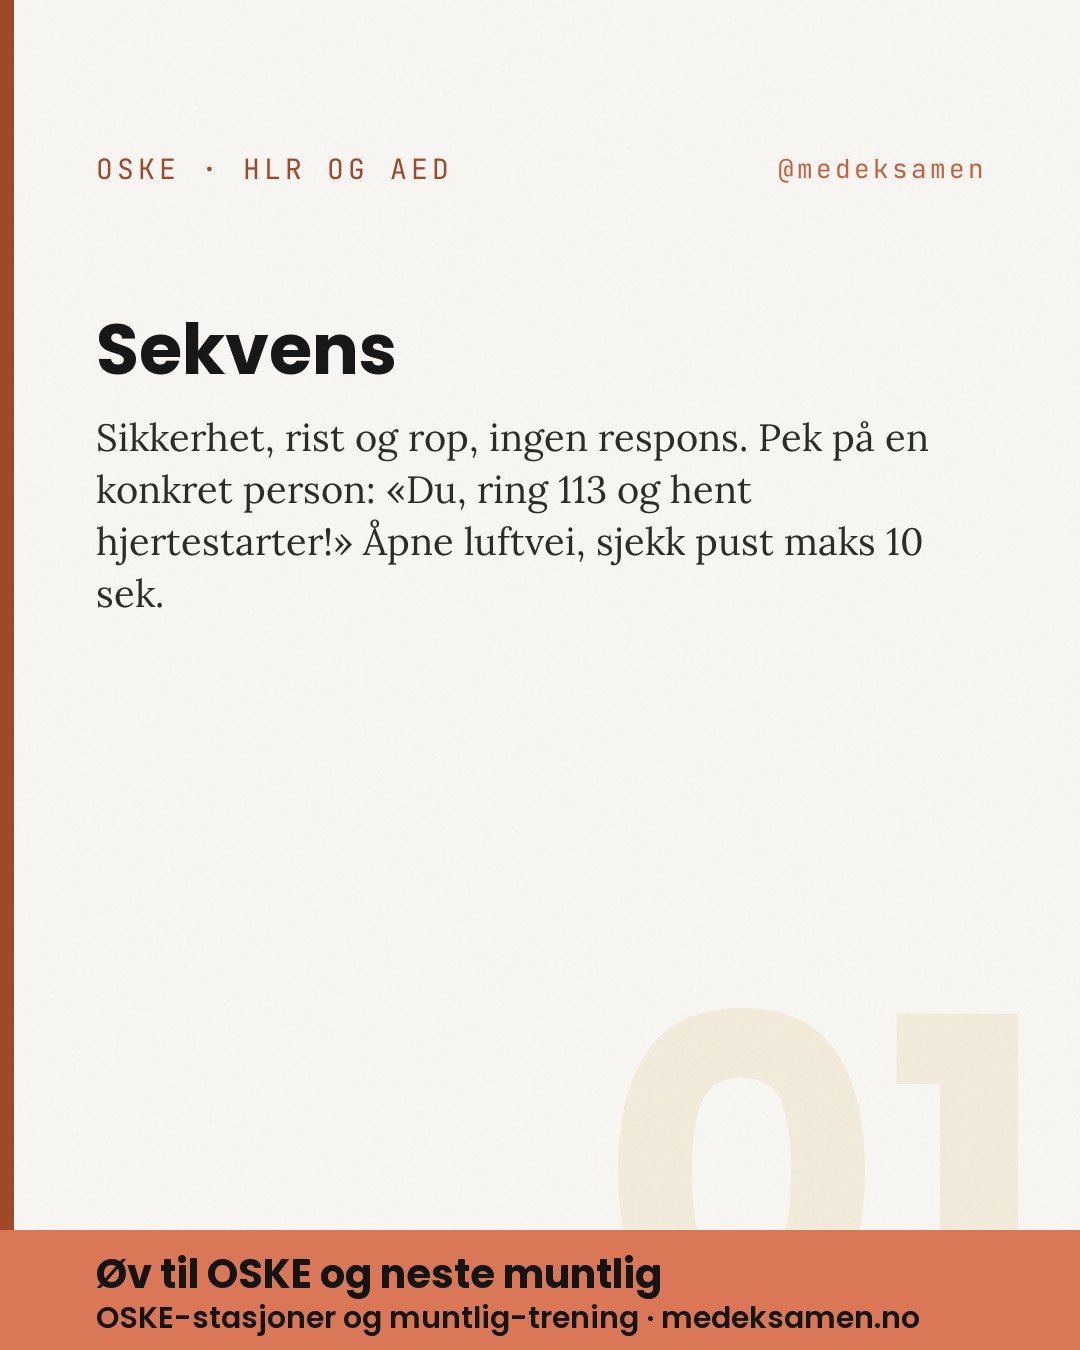 OSKE · HLR OG AED
@medeksamen
Sekvens
Sikkerhet, rist og rop, ingen respons. Pek på en
konkret person: «Du, ring 113 og hent
hjertestarter!» Åpne luftvei, sjekk pust maks 10
sek.
01
Øv til OSKE og neste muntlig
OSKE-stasjoner og muntlig-trening · medeksamen.no